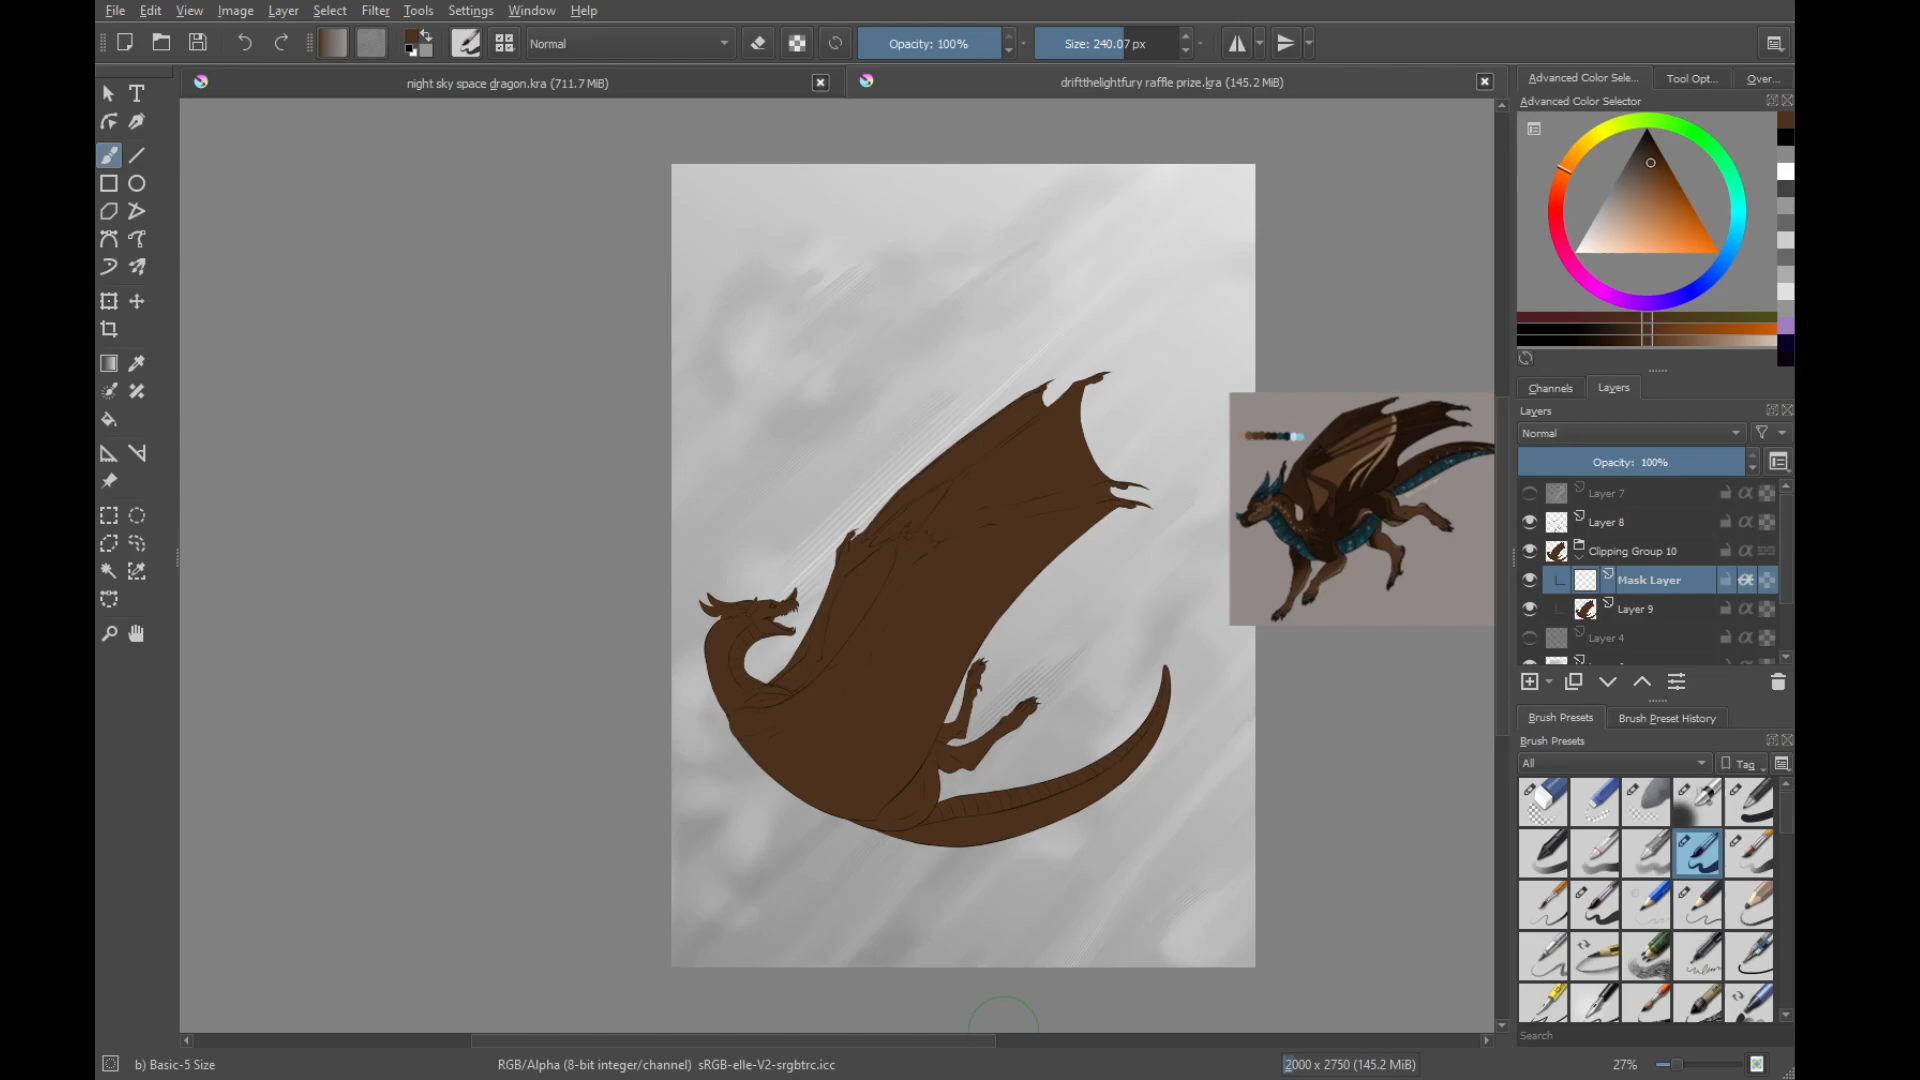 File Edit View Image Layer Select Filter Tools Settings Window Help
Normal
Opacity: 100%
Size: 240.07 px
night sky space dragon.kra (711.7 MiB)
driftthelightfury raffle prize.kra (145.2 MiB)
Advanced Color Sele...
Tool Opt...
Over...
Advanced Color Selector
Channels
Layers
Layers
Normal
Opacity: 100%
Layer 7
Layer 8
Clipping Group 10
Mask Layer
Layer 9
Layer 4
Brush Presets
Brush Preset History
Brush Presets
All
Tag
Search
b) Basic-5 Size
RGB/Alpha (8-bit integer/channel) sRGB-elle-V2-srgbtrc.icc
2000 x 2750 (145.2 MiB)
27%